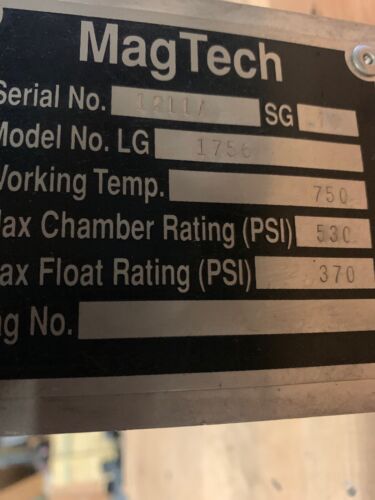 MagTech
Serial No. SG
Model No. LG 1756
Working Temp. 750
Max Chamber Rating (PSI) 530
Max Float Rating (PSI) 370
ng No.